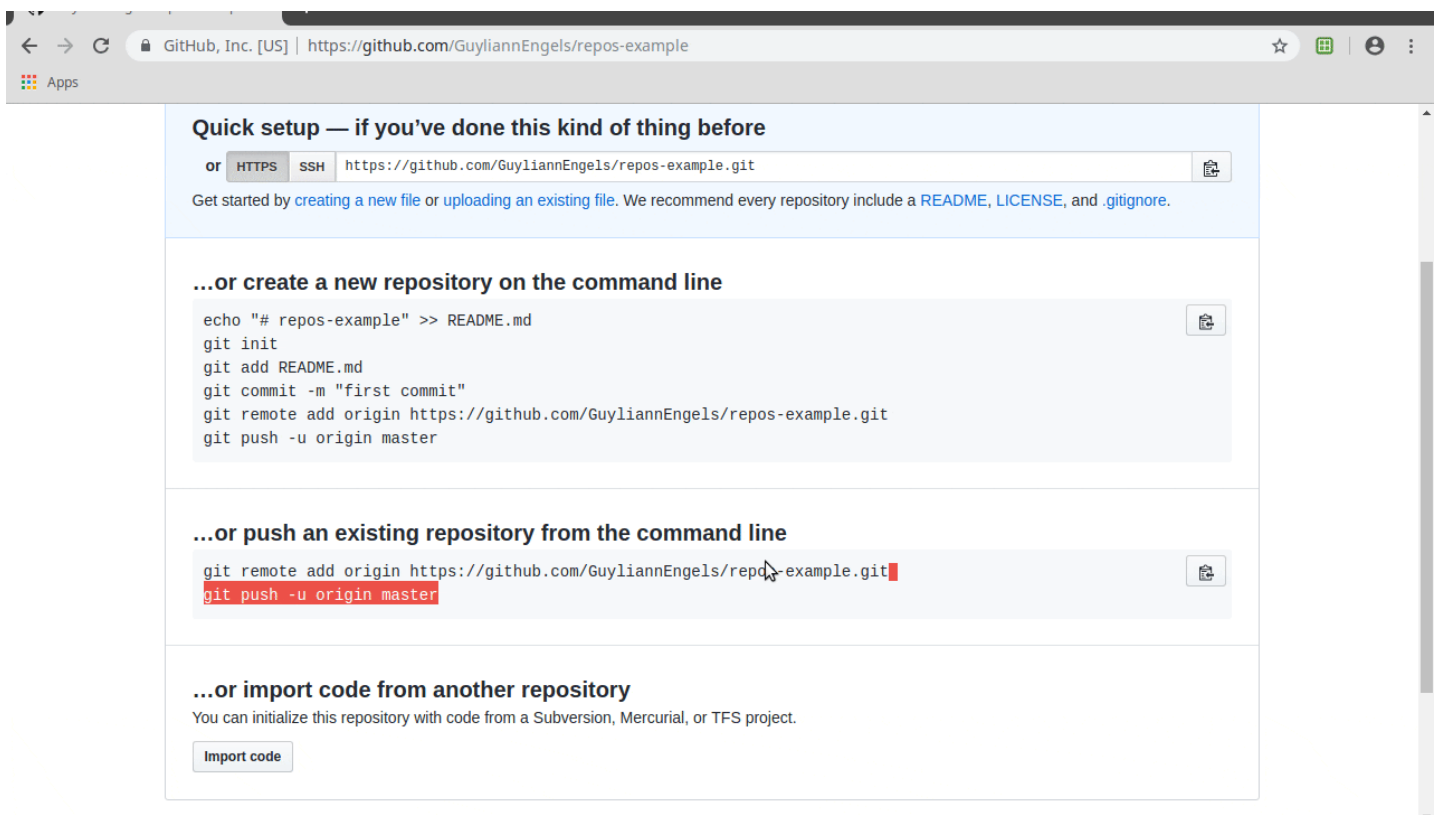 GitHub, Inc. [US] | https://github.com/GuyliannEngels/repos-example
Apps
Quick setup — if you've done this kind of thing before
or HTTPS SSH https://github.com/GuyliannEngels/repos-example.git
Get started by creating a new file or uploading an existing file. We recommend every repository include a README, LICENSE, and .gitignore.
…or create a new repository on the command line
echo "# repos-example" >> README.md
git init
git add README.md
git commit -m "first commit"
git remote add origin https://github.com/GuyliannEngels/repos-example.git
git push -u origin master
…or push an existing repository from the command line
git remote add origin https://github.com/GuyliannEngels/repos-example.git
git push -u origin master
…or import code from another repository
You can initialize this repository with code from a Subversion, Mercurial, or TFS project.
Import code